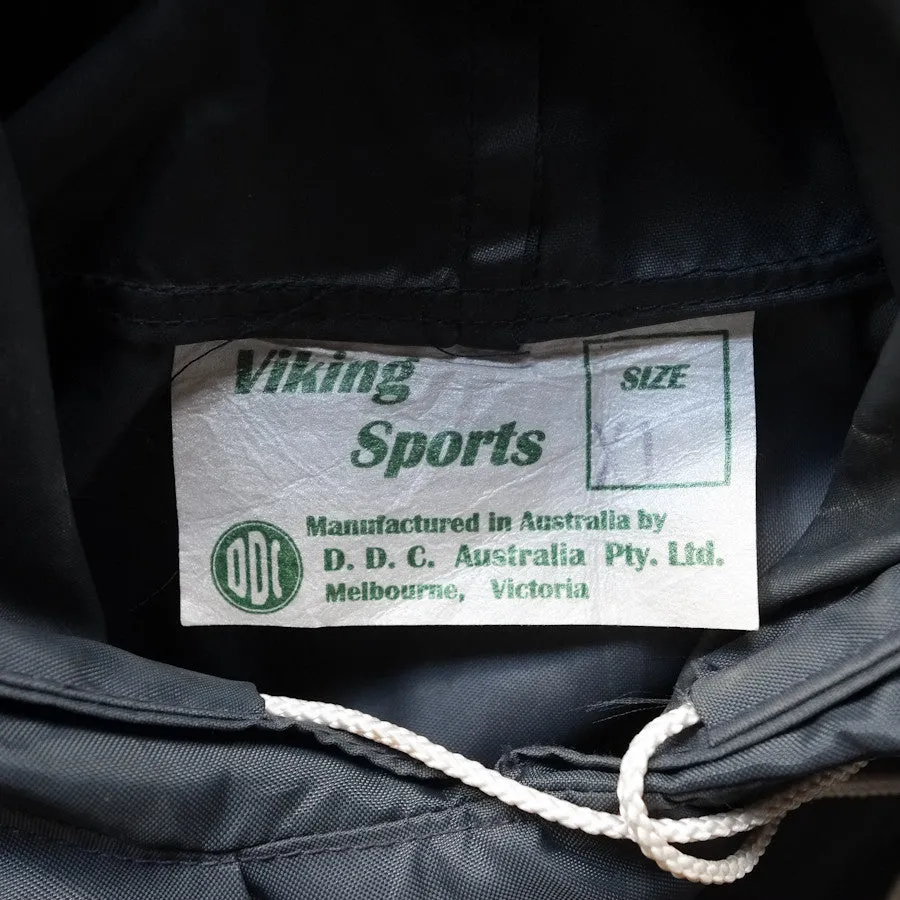 Viking
Sports
SIZE
Manufactured in Australia by
D. D. C. Australia Pty. Ltd.
Melbourne, Victoria
DDC